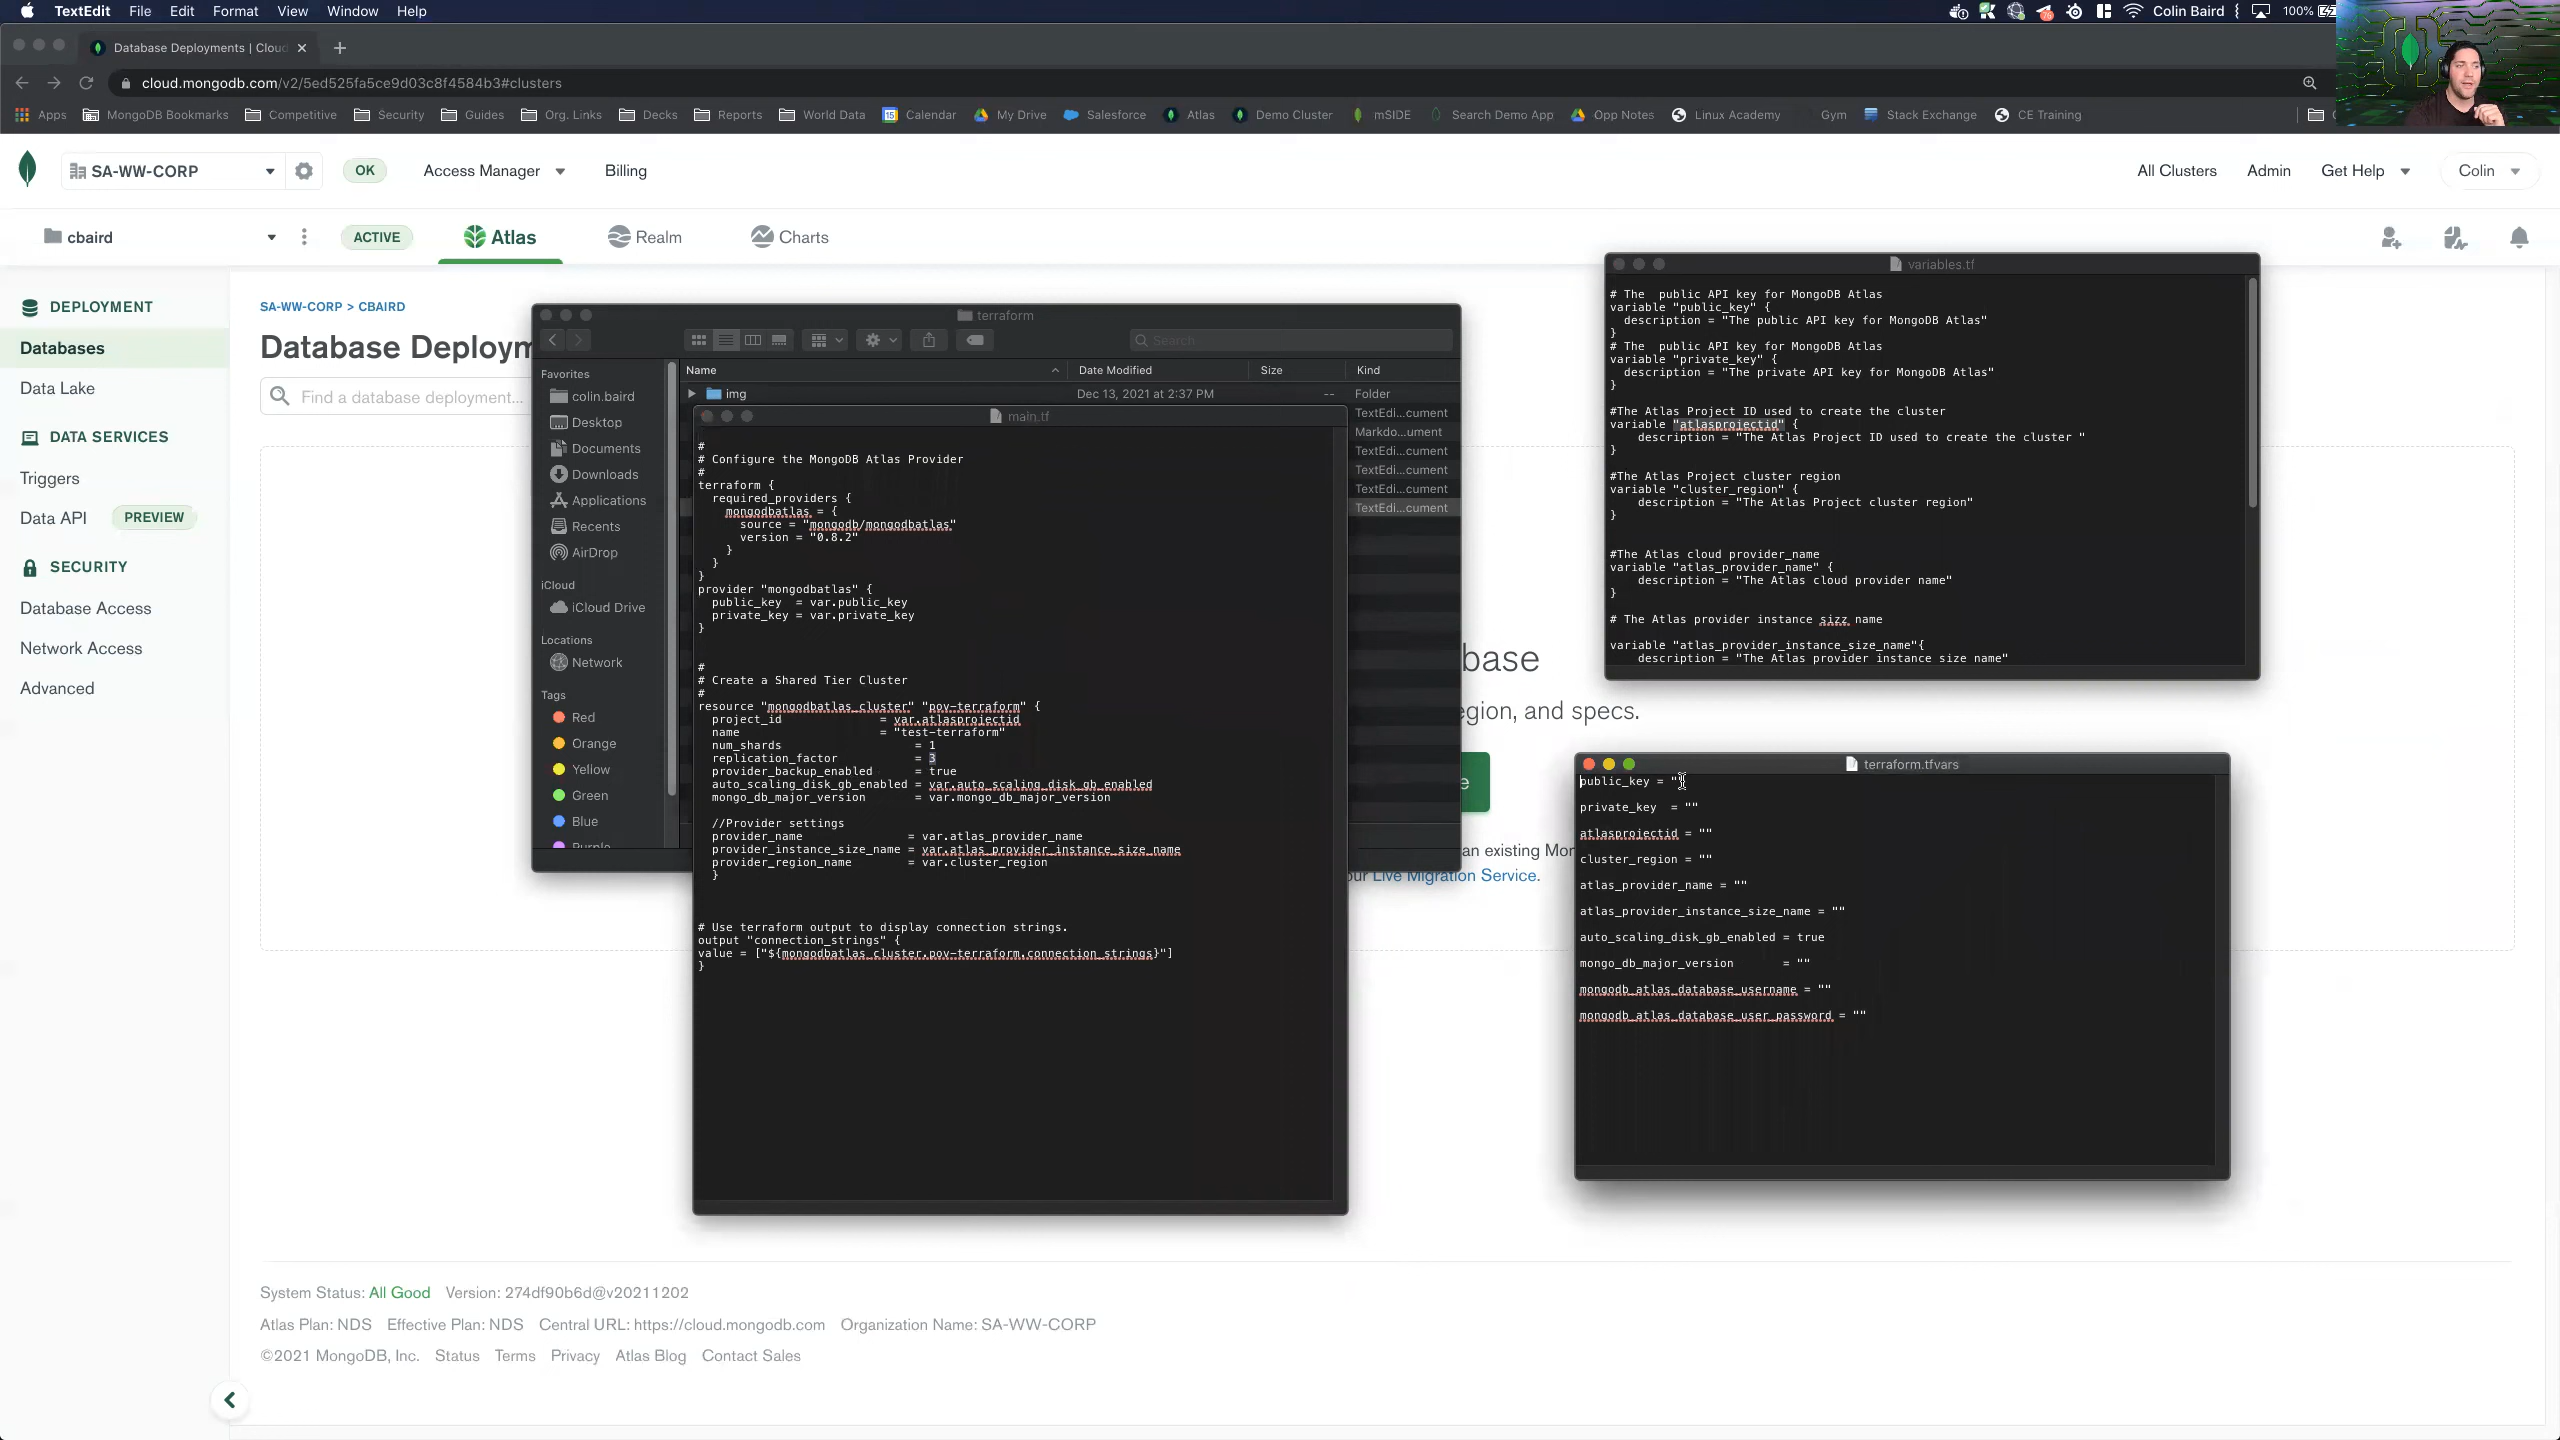 TextEdit File Edit Format View Window Help
Colin Baird 100%
Database Deployments | Cloud
cloud.mongodb.com/v2/5ed525fa5ce9d03c8f4584b3#clusters
Apps MongoDB Bookmarks Competitive Security Guides Org. Links Decks Reports World Data Calendar My Drive Salesforce Atlas Demo Cluster mSIDE Search Demo App Opp Notes Linux Academy Gym Stack Exchange CE Training
SA-WW-CORP OK Access Manager Billing All Clusters Admin Get Help Colin
cbaird ACTIVE Atlas Realm Charts
DEPLOYMENT
Databases
Data Lake
DATA SERVICES
Triggers
Data API PREVIEW
SECURITY
Database Access
Network Access
Advanced
SA-WW-CORP > CBAIRD
Database Deploym
Find a database deployment...
base
egion, and specs.
e
an existing Mon
our Live Migration Service.
terraform
Search
Favorites
colin.baird
Desktop
Documents
Downloads
Applications
Recents
AirDrop
iCloud
iCloud Drive
Locations
Network
Tags
Red
Orange
Yellow
Green
Blue
Purple
Name Date Modified Size Kind
img Dec 13, 2021 at 2:37 PM -- Folder
TextEdi...cument
Markdo...ument
TextEdi...cument
TextEdi...cument
TextEdi...cument
TextEdi...cument
main.tf
#
# Configure the MongoDB Atlas Provider
#
terraform {
required_providers {
mongodbatlas = {
source = "mongodb/mongodbatlas"
version = "0.8.2"
}
}
}
provider "mongodbatlas" {
public_key = var.public_key
private_key = var.private_key
}
#
# Create a Shared Tier Cluster
#
resource "mongodbatlas_cluster" "pov-terraform" {
project_id = var.atlasprojectid
name = "test-terraform"
num_shards = 1
replication_factor = 3
provider_backup_enabled = true
auto_scaling_disk_gb_enabled = var.auto_scaling_disk_gb_enabled
mongo_db_major_version = var.mongo_db_major_version
//Provider settings
provider_name = var.atlas_provider_name
provider_instance_size_name = var.atlas_provider_instance_size_name
provider_region_name = var.cluster_region
}
# Use terraform output to display connection strings.
output "connection_strings" {
value = ["${mongodbatlas_cluster.pov-terraform.connection_strings}"]
}
variables.tf
# The  public API key for MongoDB Atlas
variable "public_key" {
description = "The public API key for MongoDB Atlas"
}
# The public API key for MongoDB Atlas
variable "private_key" {
description = "The private API key for MongoDB Atlas"
}
#The Atlas Project ID used to create the cluster
variable "atlasprojectid" {
description = "The Atlas Project ID used to create the cluster "
}
#The Atlas Project cluster region
variable "cluster_region" {
description = "The Atlas Project cluster region"
}
#The Atlas cloud provider_name
variable "atlas_provider_name" {
description = "The Atlas cloud provider name"
}
# The Atlas provider instance sizz name
variable "atlas_provider_instance_size_name"{
description = "The Atlas provider instance size name"
terraform.tfvars
public_key = ""
private_key = ""
atlasprojectid = ""
cluster_region = ""
atlas_provider_name = ""
atlas_provider_instance_size_name = ""
auto_scaling_disk_gb_enabled = true
mongo_db_major_version = ""
mongodb_atlas_database_username = ""
mongodb_atlas_database_user_password = ""
System Status: All Good Version: 274df90b6d@v20211202
Atlas Plan: NDS Effective Plan: NDS Central URL: https://cloud.mongodb.com Organization Name: SA-WW-CORP
©2021 MongoDB, Inc. Status Terms Privacy Atlas Blog Contact Sales